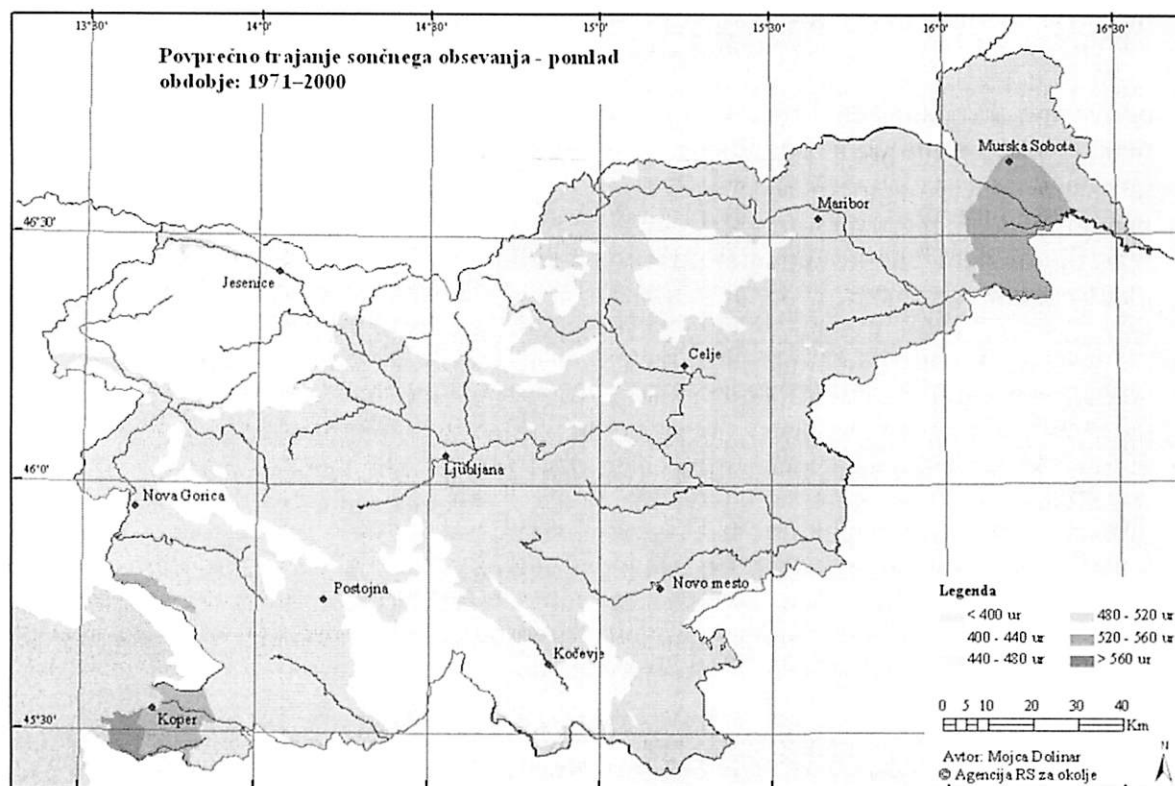 13°30'
14°0'
14°30'
15°0'
15°30'
16°0'
16°30'
Povprečno trajanje sončnega obsevanja - pomlad
obdobje: 1971–2000
Murska Sobota
Maribor
46°30'
Jesenice
Celje
Ljubljana
46°0'
Nova Gorica
Postojna
Novo mesto
Kočevje
Koper
45°30'
Legenda
< 400 ur
480 - 520 ur
400 - 440 ur
520 - 560 ur
440 - 480 ur
> 560 ur
0 5 10 20 30 40
Km
Avtor: Mojca Dolinar
© Agencija RS za okolje
N